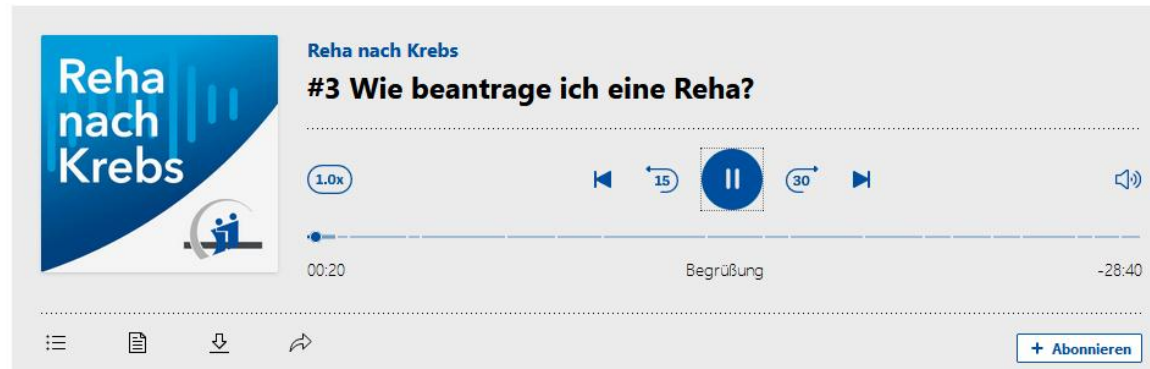 Reha
nach
Krebs
Reha nach Krebs
#3 Wie beantrage ich eine Reha?
1.0x
15
30
00:20
Begrüßung
-28:40
+ Abonnieren